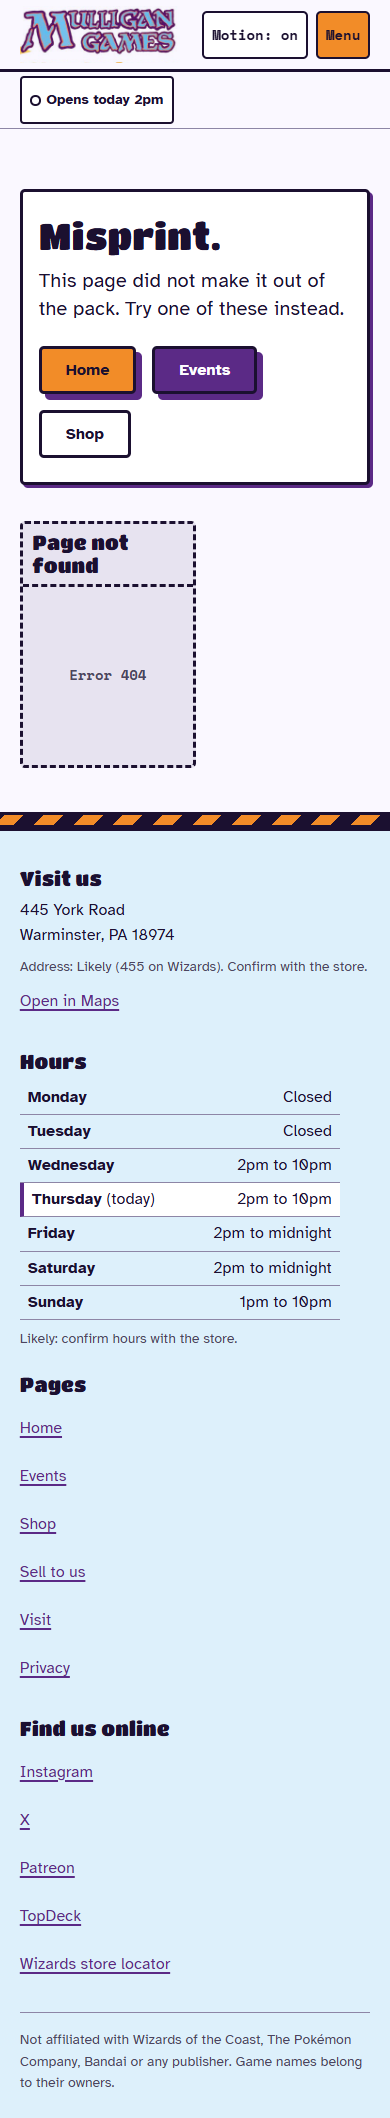 MULLIGAN
GAMES
Motion: on
Menu
Opens today 2pm
Misprint.
This page did not make it out of
the pack. Try one of these instead.
Home
Events
Shop
Page not
found
Error 404
Visit us
445 York Road
Warminster, PA 18974
Address: Likely (455 on Wizards). Confirm with the store.
Open in Maps
Hours
Monday Closed
Tuesday Closed
Wednesday 2pm to 10pm
Thursday (today) 2pm to 10pm
Friday 2pm to midnight
Saturday 2pm to midnight
Sunday 1pm to 10pm
Likely: confirm hours with the store.
Pages
Home
Events
Shop
Sell to us
Visit
Privacy
Find us online
Instagram
X
Patreon
TopDeck
Wizards store locator
Not affiliated with Wizards of the Coast, The Pokémon
Company, Bandai or any publisher. Game names belong
to their owners.